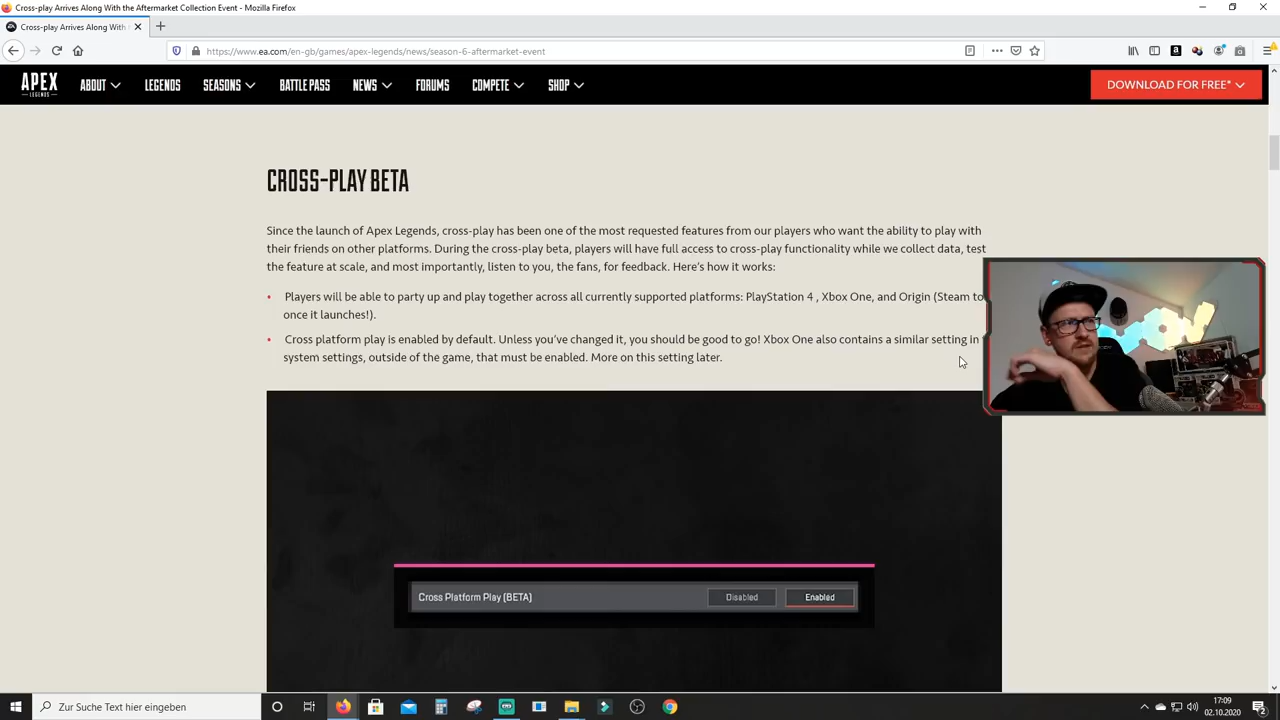 Cross-play Arrives Along With the Aftermarket Collection Event - Mozilla Firefox
Cross-play Arrives Along With t
https://www.ea.com/en-gb/games/apex-legends/news/season-6-aftermarket-event
APEX
LEGENDS
ABOUT
LEGENDS
SEASONS
BATTLE PASS
NEWS
FORUMS
COMPETE
SHOP
DOWNLOAD FOR FREE*
CROSS-PLAY BETA
Since the launch of Apex Legends, cross-play has been one of the most requested features from our players who want the ability to play with
their friends on other platforms. During the cross-play beta, players will have full access to cross-play functionality while we collect data, test
the feature at scale, and most importantly, listen to you, the fans, for feedback. Here's how it works:
• Players will be able to party up and play together across all currently supported platforms: PlayStation 4 , Xbox One, and Origin (Steam to
once it launches!).
• Cross platform play is enabled by default. Unless you've changed it, you should be good to go! Xbox One also contains a similar setting in
system settings, outside of the game, that must be enabled. More on this setting later.
Cross Platform Play (BETA)
Disabled
Enabled
Zur Suche Text hier eingeben
17:09
02.10.2020
2